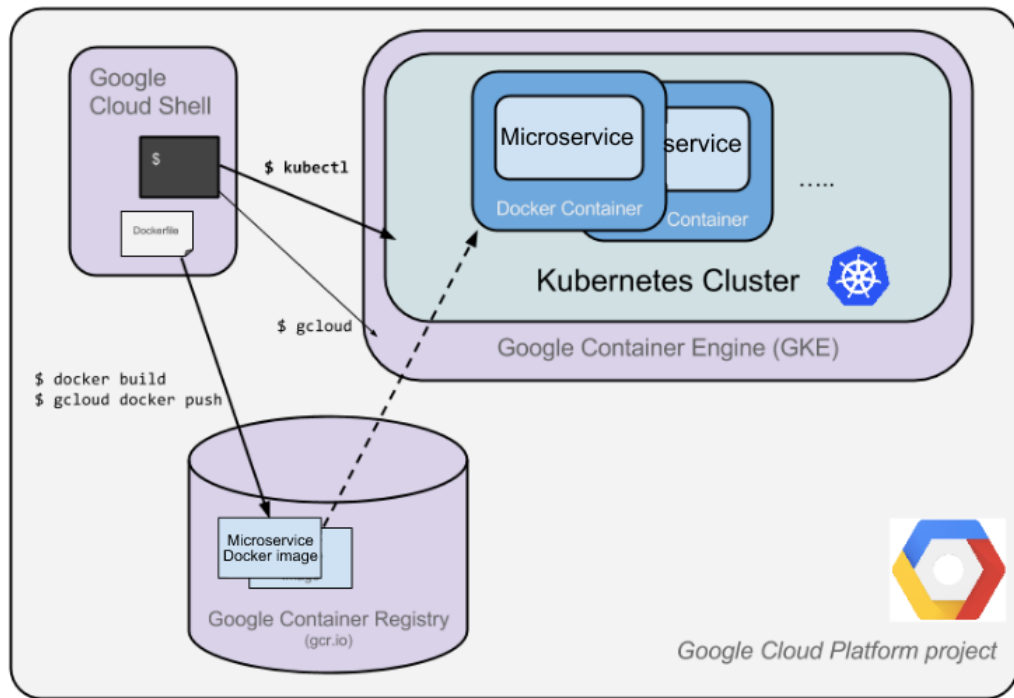 Google
Cloud Shell
$
Dockerfile
$ kubectl
$ gcloud
$ docker build
$ gcloud docker push
Microservice
Docker Container
service
Container
.....
Kubernetes Cluster
Google Container Engine (GKE)
Microservice
Docker image
image
Google Container Registry
(gcr.io)
Google Cloud Platform project